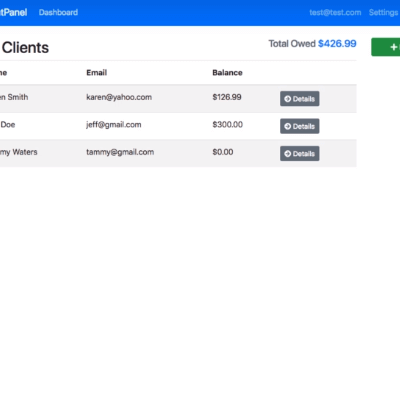 tPanel Dashboard test@test.com Settings
Clients Total Owed $426.99 +
me Email Balance
en Smith karen@yahoo.com $126.99 Details
Doe jeff@gmail.com $300.00 Details
my Waters tammy@gmail.com $0.00 Details